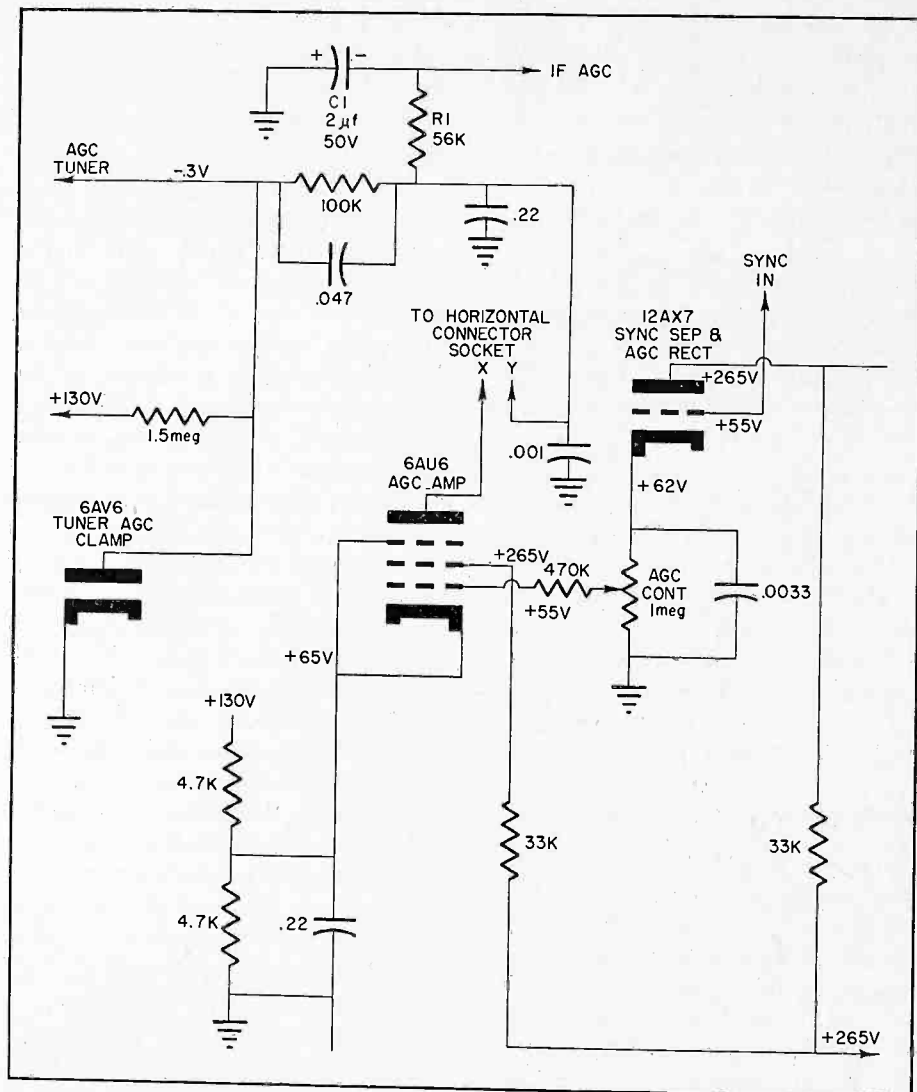 + -
IF AGC
C1
2µf
50V
R1
56K
AGC
TUNER
-.3V
100K
.22
.047
SYNC
IN
TO HORIZONTAL
CONNECTOR
SOCKET
X Y
12AX7
SYNC SEP &
AGC RECT
+265V
+130V
1.5meg
+55V
.001
6AU6
AGC AMP
+62V
6AV6
TUNER AGC
CLAMP
+265V
470K
AGC
CONT
1meg
.0033
+55V
+65V
+130V
4.7K
33K
33K
4.7K
.22
+265V